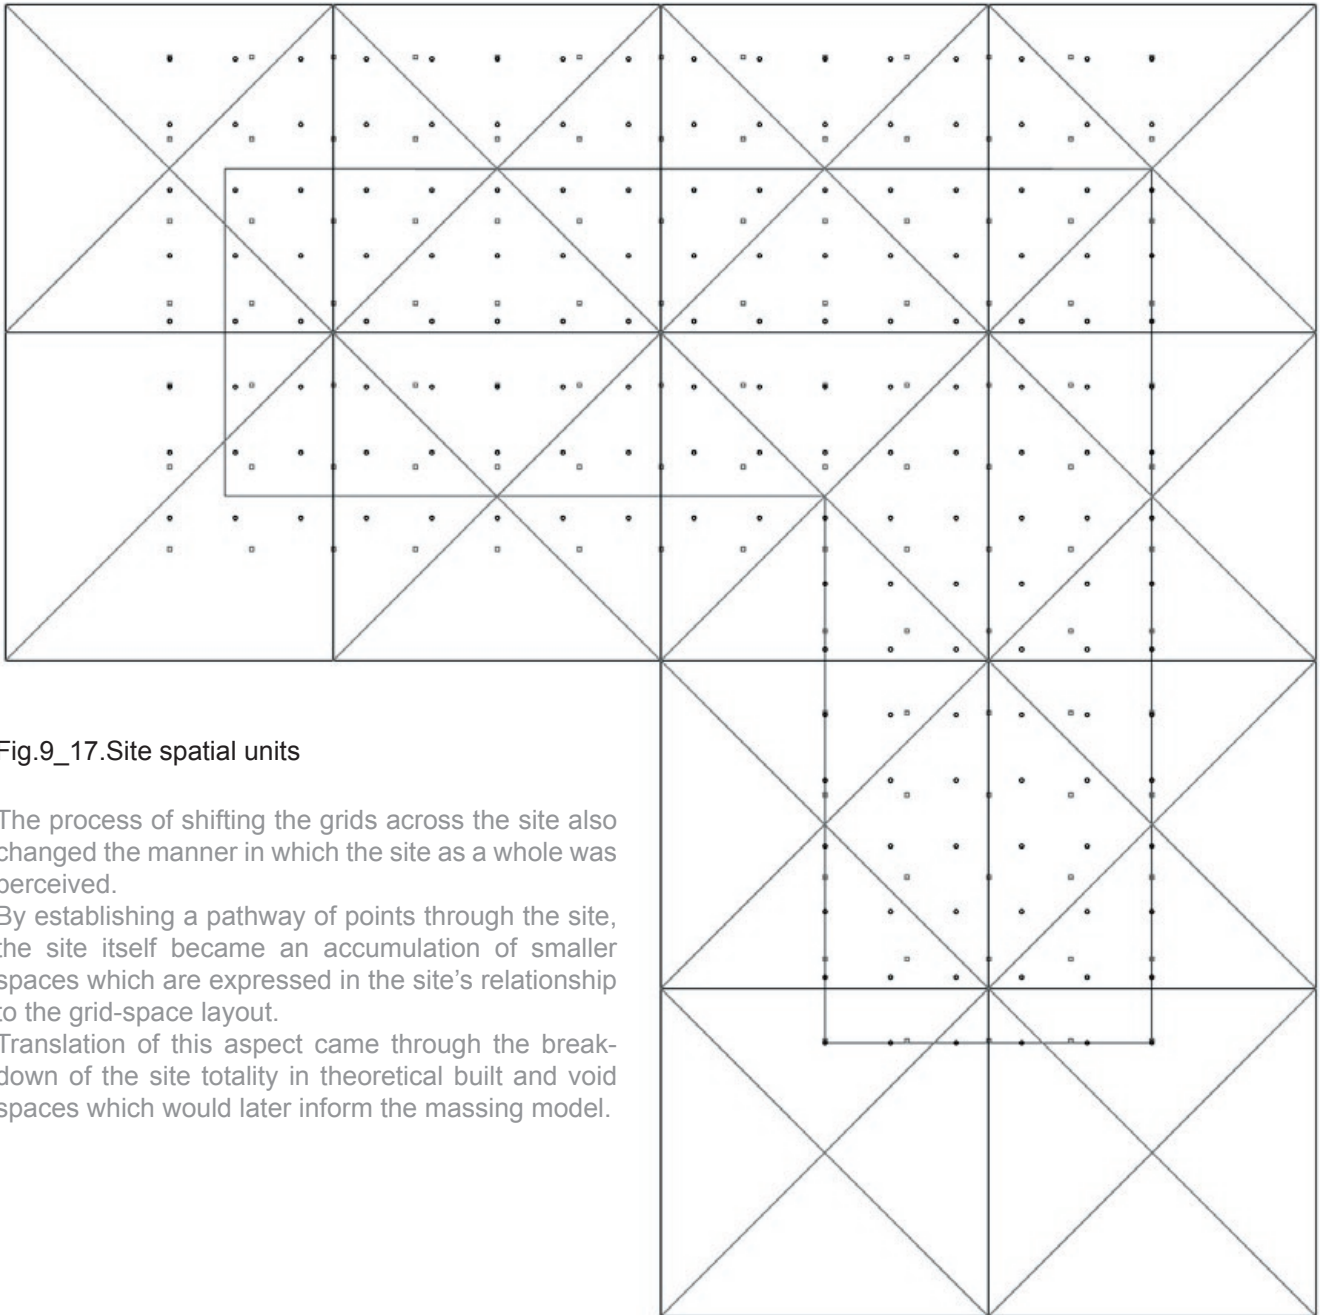 Fig.9_17.Site spatial units
The process of shifting the grids across the site also
changed the manner in which the site as a whole was
perceived.
By establishing a pathway of points through the site,
the site itself became an accumulation of smaller
spaces which are expressed in the site's relationship
to the grid-space layout.
Translation of this aspect came through the break-
down of the site totality in theoretical built and void
spaces which would later inform the massing model.